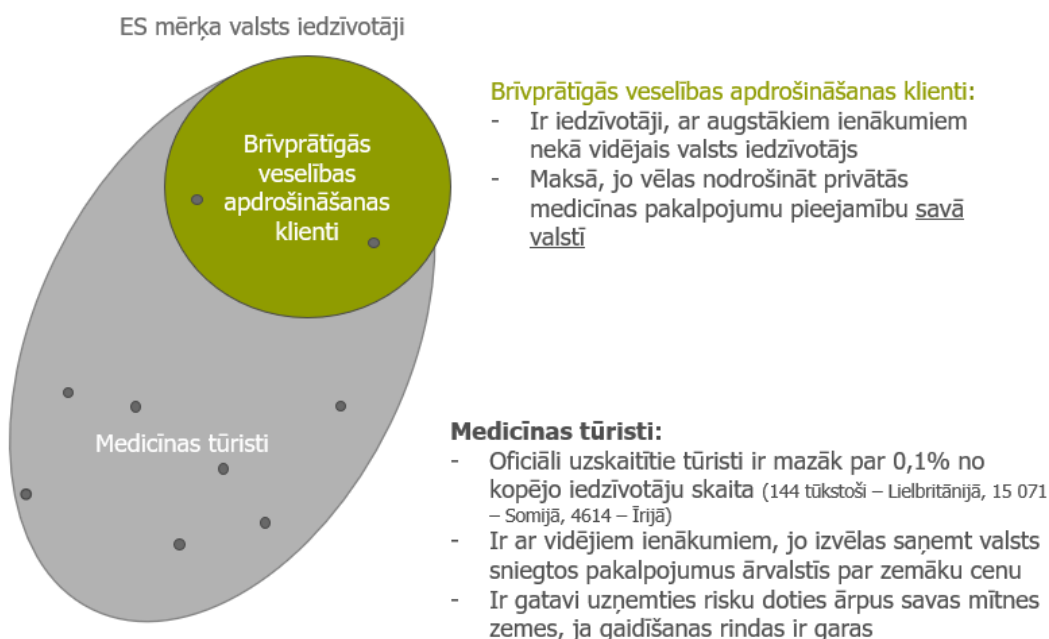 ES mērķa valsts iedzīvotāji
Brīvprātīgās
veselības
apdrošināšanas
klienti
Medicīnas tūristi
Brīvprātīgās veselības apdrošināšanas klienti:
- Ir iedzīvotāji, ar augstākiem ienākumiem
nekā vidējais valsts iedzīvotājs
- Maksā, jo vēlas nodrošināt privātās
medicīnas pakalpojumu pieejamību savā
valstī
Medicīnas tūristi:
- Oficiāli uzskaitītie tūristi ir mazāk par 0,1% no
kopējo iedzīvotāju skaita (144 tūkstoši – Lielbritānijā, 15 071
– Somijā, 4614 – Īrijā)
- Ir ar vidējiem ienākumiem, jo izvēlas saņemt valsts
sniegtos pakalpojumus ārvalstīs par zemāku cenu
- Ir gatavi uzņemties risku doties ārpus savas mītnes
zemes, ja gaidīšanas rindas ir garas